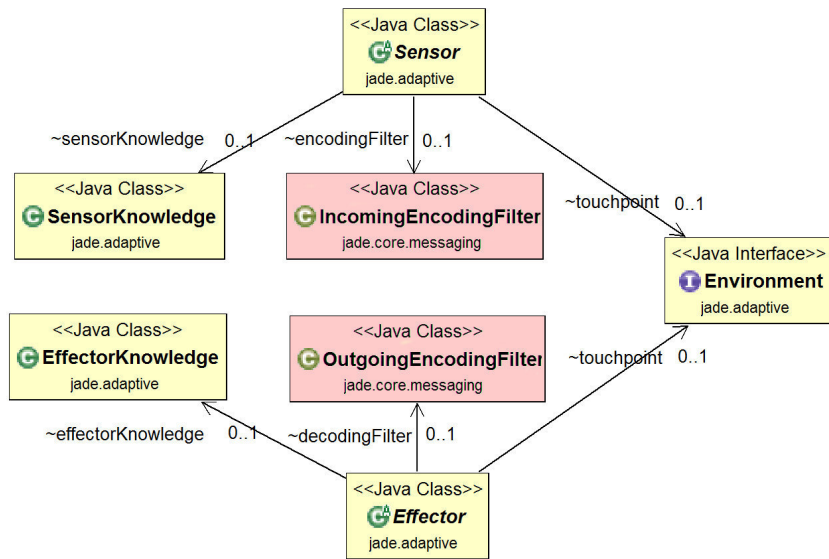 <<Java Class>>
Sensor
jade.adaptive
~sensorKnowledge 0..1 ~encodingFilter 0..1
<<Java Class>>
SensorKnowledge
jade.adaptive
<<Java Class>>
IncomingEncodingFilter
jade.core.messaging
~touchpoint 0..1
<<Java Interface>>
Environment
jade.adaptive
<<Java Class>>
EffectorKnowledge
jade.adaptive
<<Java Class>>
OutgoingEncodingFilter
jade.core.messaging
~touchpoint 0..1
~effectorKnowledge 0..1 ~decodingFilter 0..1
<<Java Class>>
Effector
jade.adaptive